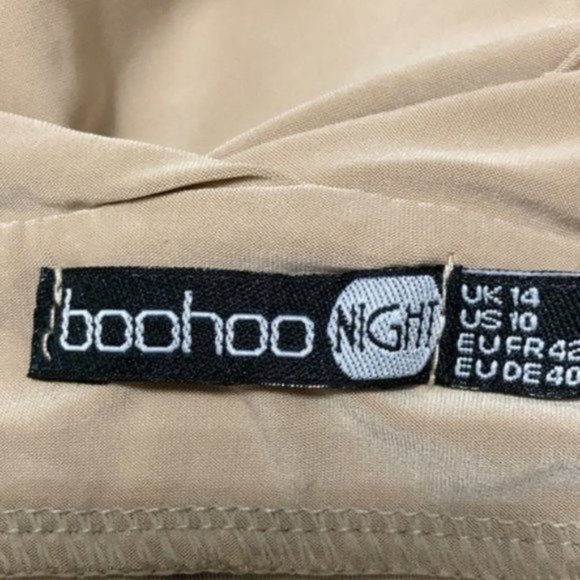 boohoo NIGHT
UK 14
US 10
EU FR 42
EU DE 40